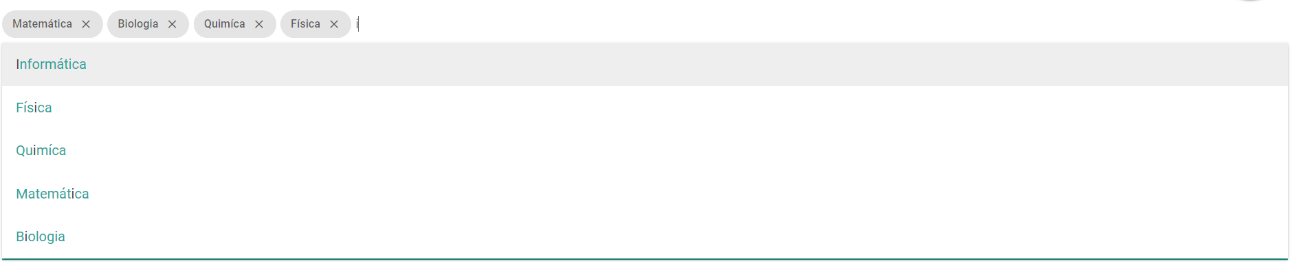 Matemática × Biologia × Quimíca × Física × i
Informática
Física
Quimíca
Matemática
Biologia